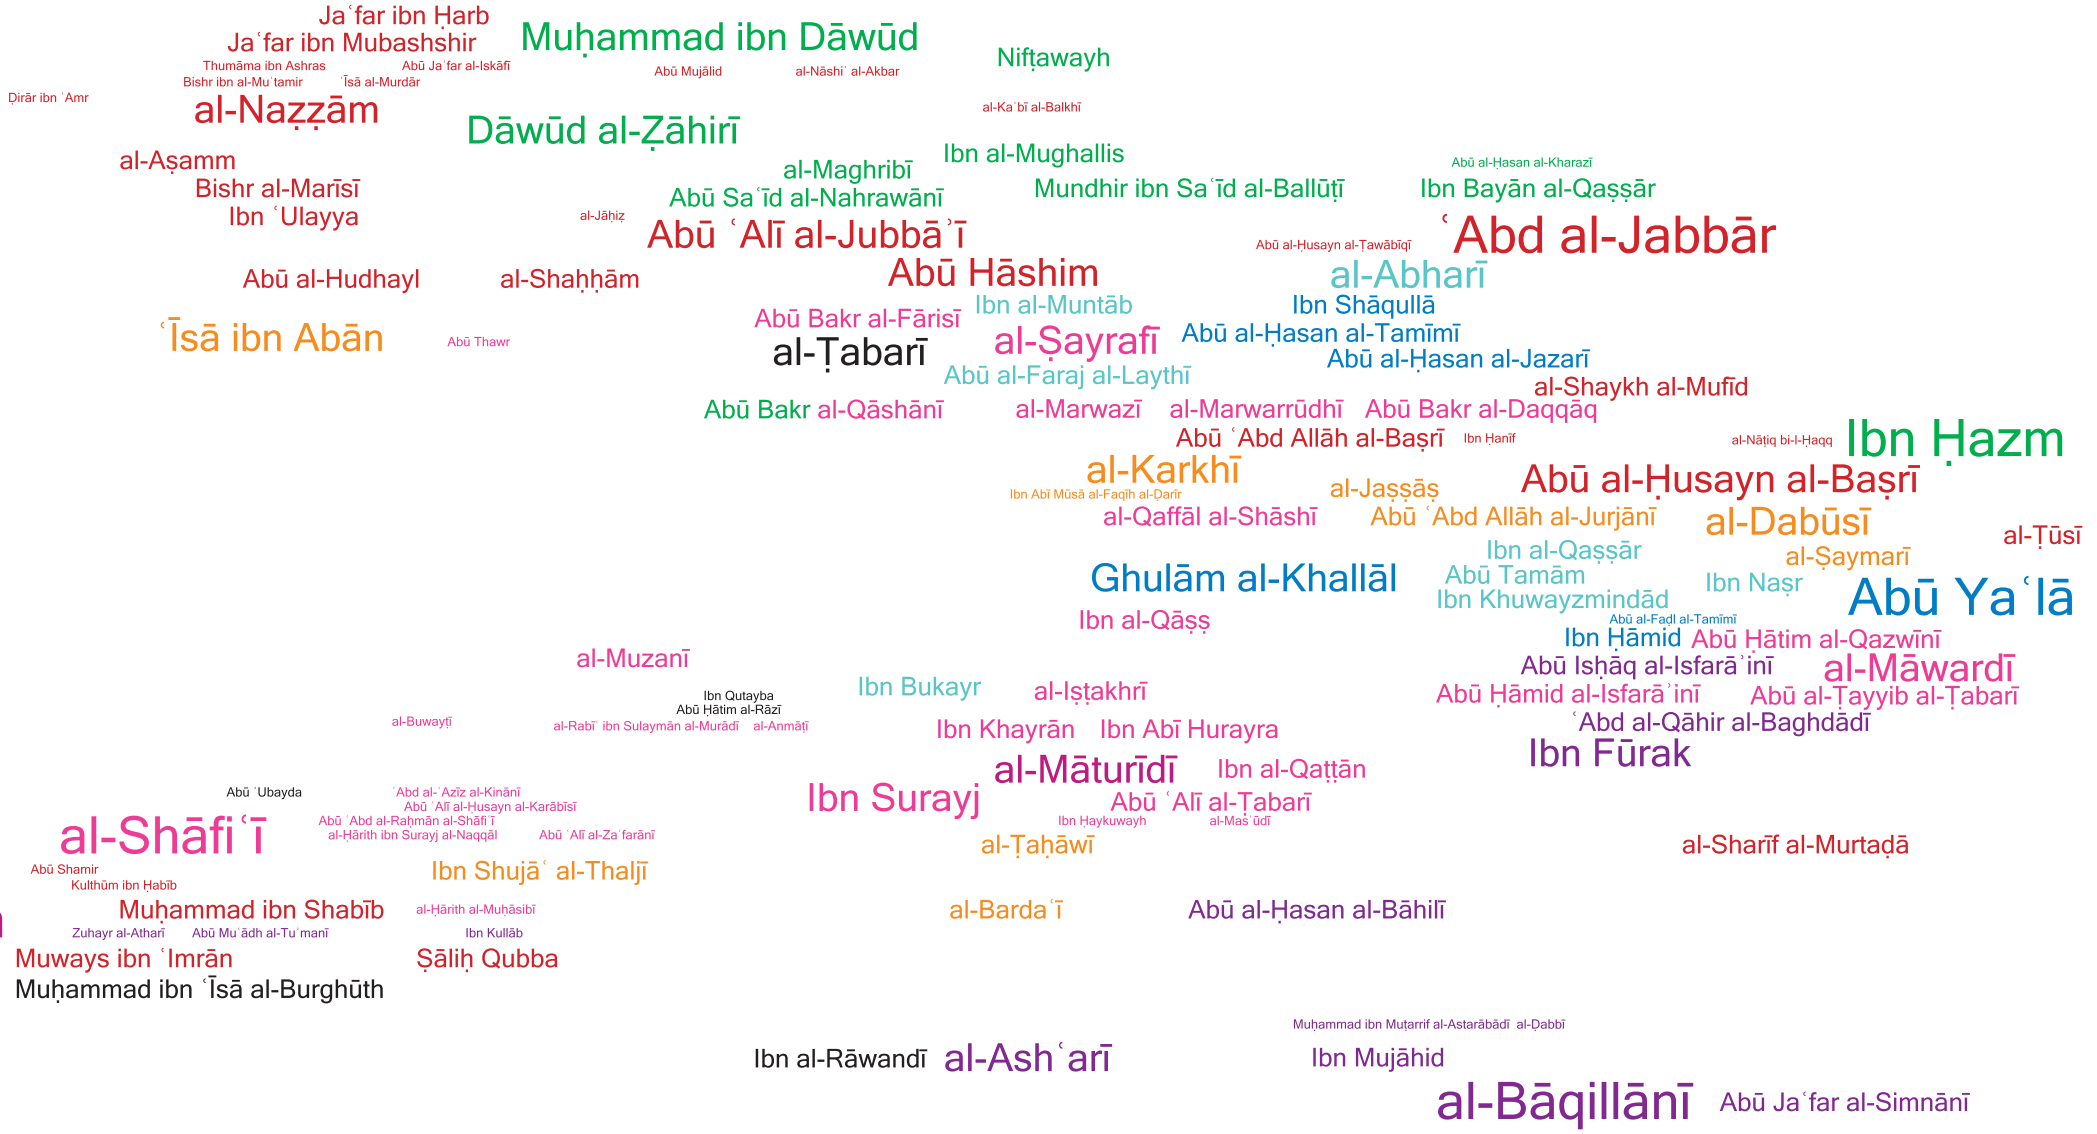 Jaʿfar ibn Ḥarb
Jaʿfar ibn Mubashshir
Muḥammad ibn Dāwūd
Nifṭawayh
Thumāma ibn Ashras
Abū Jaʿfar al-Iskāfī
Abū Mujālid
al-Nāshiʾ al-Akbar
Bishr ibn al-Muʿtamir
ʿĪsā al-Murdār
Ḍirār ibn ʿAmr
al-Naẓẓām
al-Kaʿbī al-Balkhī
Dāwūd al-Ẓāhirī
al-Aṣamm
al-Maghribī
Ibn al-Mughallis
Abū al-Ḥasan al-Kharazī
Bishr al-Marīsī
Abū Saʿīd al-Nahrawānī
Mundhir ibn Saʿīd al-Ballūṭī
Ibn Bayān al-Qaṣṣār
Ibn ʿUlayya
al-Jāḥiẓ
Abū ʿAlī al-Jubbāʾī
Abū al-Ḥusayn al-Ṭawābīqī
ʿAbd al-Jabbār
Abū al-Hudhayl
al-Shaḥḥām
Abū Hāshim
al-Abharī
Ibn al-Muntāb
Ibn Shāqullā
ʿĪsā ibn Abān
Abū Thawr
Abū Bakr al-Fārisī
al-Ṣayrafī
Abū al-Ḥasan al-Tamīmī
al-Ṭabarī
Abū al-Ḥasan al-Jazarī
Abū al-Faraj al-Laythī
al-Shaykh al-Mufīd
Abū Bakr al-Qāshānī
al-Marwazī
al-Marwarrūdhī
Abū Bakr al-Daqqāq
Abū ʿAbd Allāh al-Baṣrī
Ibn Ḥanīf
al-Nāṭiq bi-l-Ḥaqq
Ibn Ḥazm
al-Karkhī
Abū al-Ḥusayn al-Baṣrī
Ibn Abī Mūsā al-Faqīh al-Ḍarīr
al-Jaṣṣāṣ
al-Qaffāl al-Shāshī
Abū ʿAbd Allāh al-Jurjānī
al-Dabūsī
al-Ṭūsī
Ibn al-Qaṣṣār
al-Ṣaymarī
Ghulām al-Khallāl
Abū Tamām
Ibn Naṣr
Abū Yaʿlā
Ibn Khuwayzmindād
Ibn al-Qāṣṣ
Abū al-Faḍl al-Tamīmī
Ibn Ḥāmid
Abū Ḥātim al-Qazwīnī
al-Muzanī
Abū Isḥāq al-Isfarāʾinī
al-Māwardī
Ibn Bukayr
al-Iṣṭakhrī
Abū Ḥāmid al-Isfarāʾinī
Abū al-Ṭayyib al-Ṭabarī
Ibn Qutayba
Abū Ḥātim al-Rāzī
al-Buwayṭī
al-Rabīʿ ibn Sulaymān al-Murādī
al-Anmāṭī
Ibn Khayrān
Ibn Abī Hurayra
ʿAbd al-Qāhir al-Baghdādī
Ibn Fūrak
al-Māturīdī
Ibn al-Qaṭṭān
Abū ʿUbayda
ʿAbd al-ʿAzīz al-Kinānī
Ibn Surayj
Abū ʿAlī al-Ṭabarī
Abū ʿAlī al-Ḥusayn al-Karābīsī
al-Shāfiʿī
Abū ʿAbd al-Raḥmān al-Shāfiʿī
Ibn Ḥaykuwayh
al-Masʿūdī
al-Ḥārith ibn Surayj al-Naqqāl
Abū ʿAlī al-Zaʿfarānī
al-Ṭaḥāwī
al-Sharīf al-Murtaḍā
Abū Shamir
Ibn Shujāʿ al-Thaljī
Kulthūm ibn Ḥabīb
Muḥammad ibn Shabīb
al-Ḥārith al-Muḥāsibī
al-Bardaʿī
Abū al-Ḥasan al-Bāhilī
Zuhayr al-Atharī
Abū Muʿādh al-Tuʾmanī
Ibn Kullāb
Muways ibn ʿImrān
Ṣāliḥ Qubba
Muḥammad ibn ʿĪsā al-Burghūth
Muḥammad ibn Muṭarrif al-Astarābādī
al-Ḍabbī
Ibn al-Rāwandī
al-Ashʿarī
Ibn Mujāhid
al-Bāqillānī
Abū Jaʿfar al-Simnānī